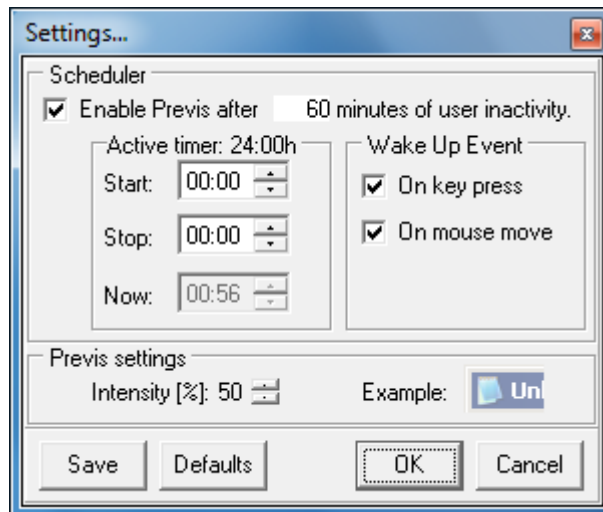 Settings...
Scheduler
Enable Previs after 60 minutes of user inactivity.
Active timer: 24:00h
Start: 00:00
Stop: 00:00
Now: 00:56
Wake Up Event
On key press
On mouse move
Previs settings
Intensity [%]: 50
Example:
Save Defaults OK Cancel